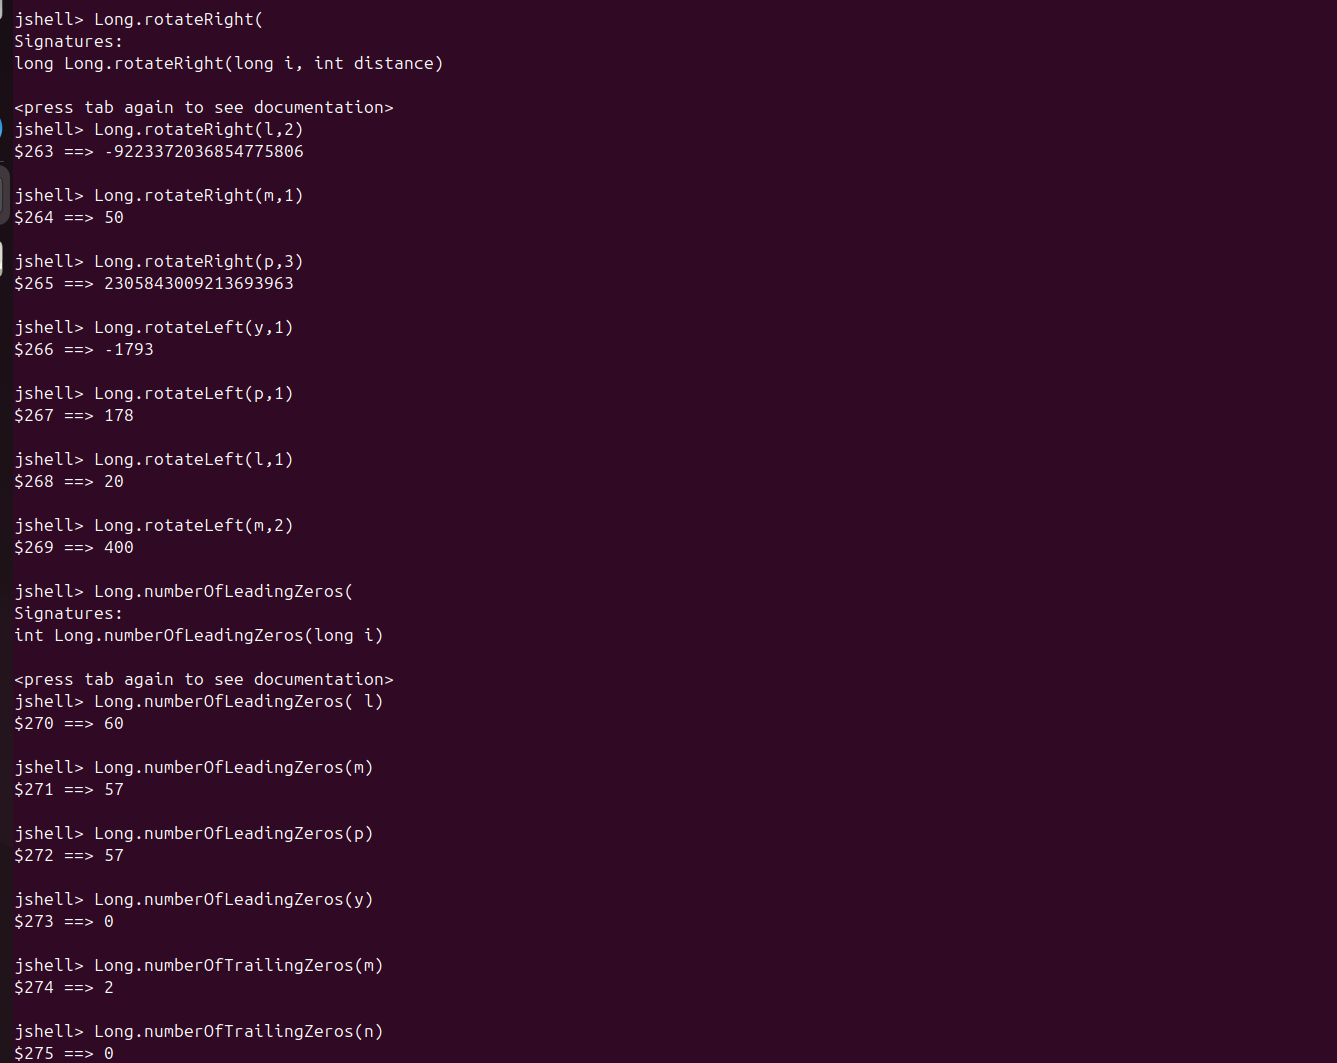 jshell> Long.rotateRight(
Signatures:
long Long.rotateRight(long i, int distance)
<press tab again to see documentation>
jshell> Long.rotateRight(l,2)
$263 ==> -9223372036854775806
jshell> Long.rotateRight(m,1)
$264 ==> 50
jshell> Long.rotateRight(p,3)
$265 ==> 2305843009213693963
jshell> Long.rotateLeft(y,1)
$266 ==> -1793
jshell> Long.rotateLeft(p,1)
$267 ==> 178
jshell> Long.rotateLeft(l,1)
$268 ==> 20
jshell> Long.rotateLeft(m,2)
$269 ==> 400
jshell> Long.numberOfLeadingZeros(
Signatures:
int Long.numberOfLeadingZeros(long i)
<press tab again to see documentation>
jshell> Long.numberOfLeadingZeros( l)
$270 ==> 60
jshell> Long.numberOfLeadingZeros(m)
$271 ==> 57
jshell> Long.numberOfLeadingZeros(p)
$272 ==> 57
jshell> Long.numberOfLeadingZeros(y)
$273 ==> 0
jshell> Long.numberOfTrailingZeros(m)
$274 ==> 2
jshell> Long.numberOfTrailingZeros(n)
$275 ==> 0